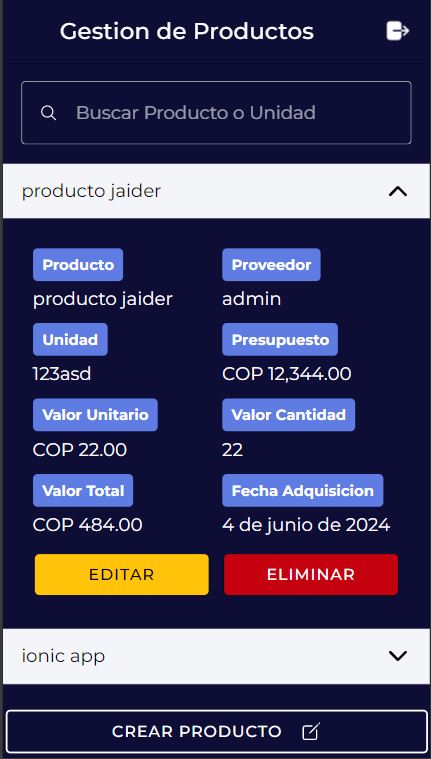 Gestion de Productos
Buscar Producto o Unidad
producto jaider
Producto Proveedor
producto jaider admin
Unidad Presupuesto
123asd COP 12,344.00
Valor Unitario Valor Cantidad
COP 22.00 22
Valor Total Fecha Adquisicion
COP 484.00 4 de junio de 2024
EDITAR ELIMINAR
ionic app
CREAR PRODUCTO